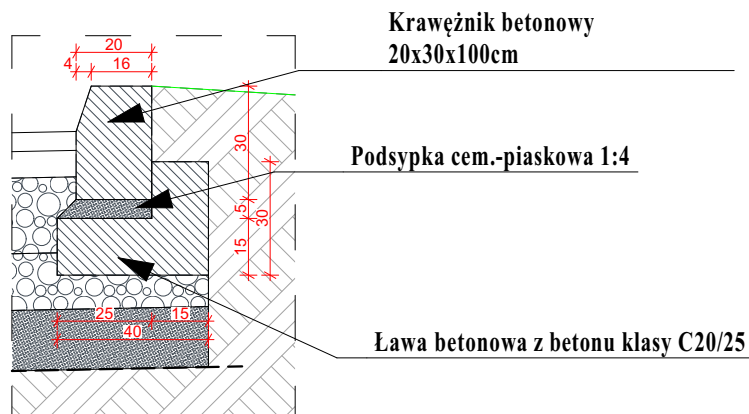 Krawężnik betonowy
20x30x100cm
20
4 16
30
Podsypka cem.-piaskowa 1:4
5
30
15
25 15
40
Ława betonowa z betonu klasy C20/25